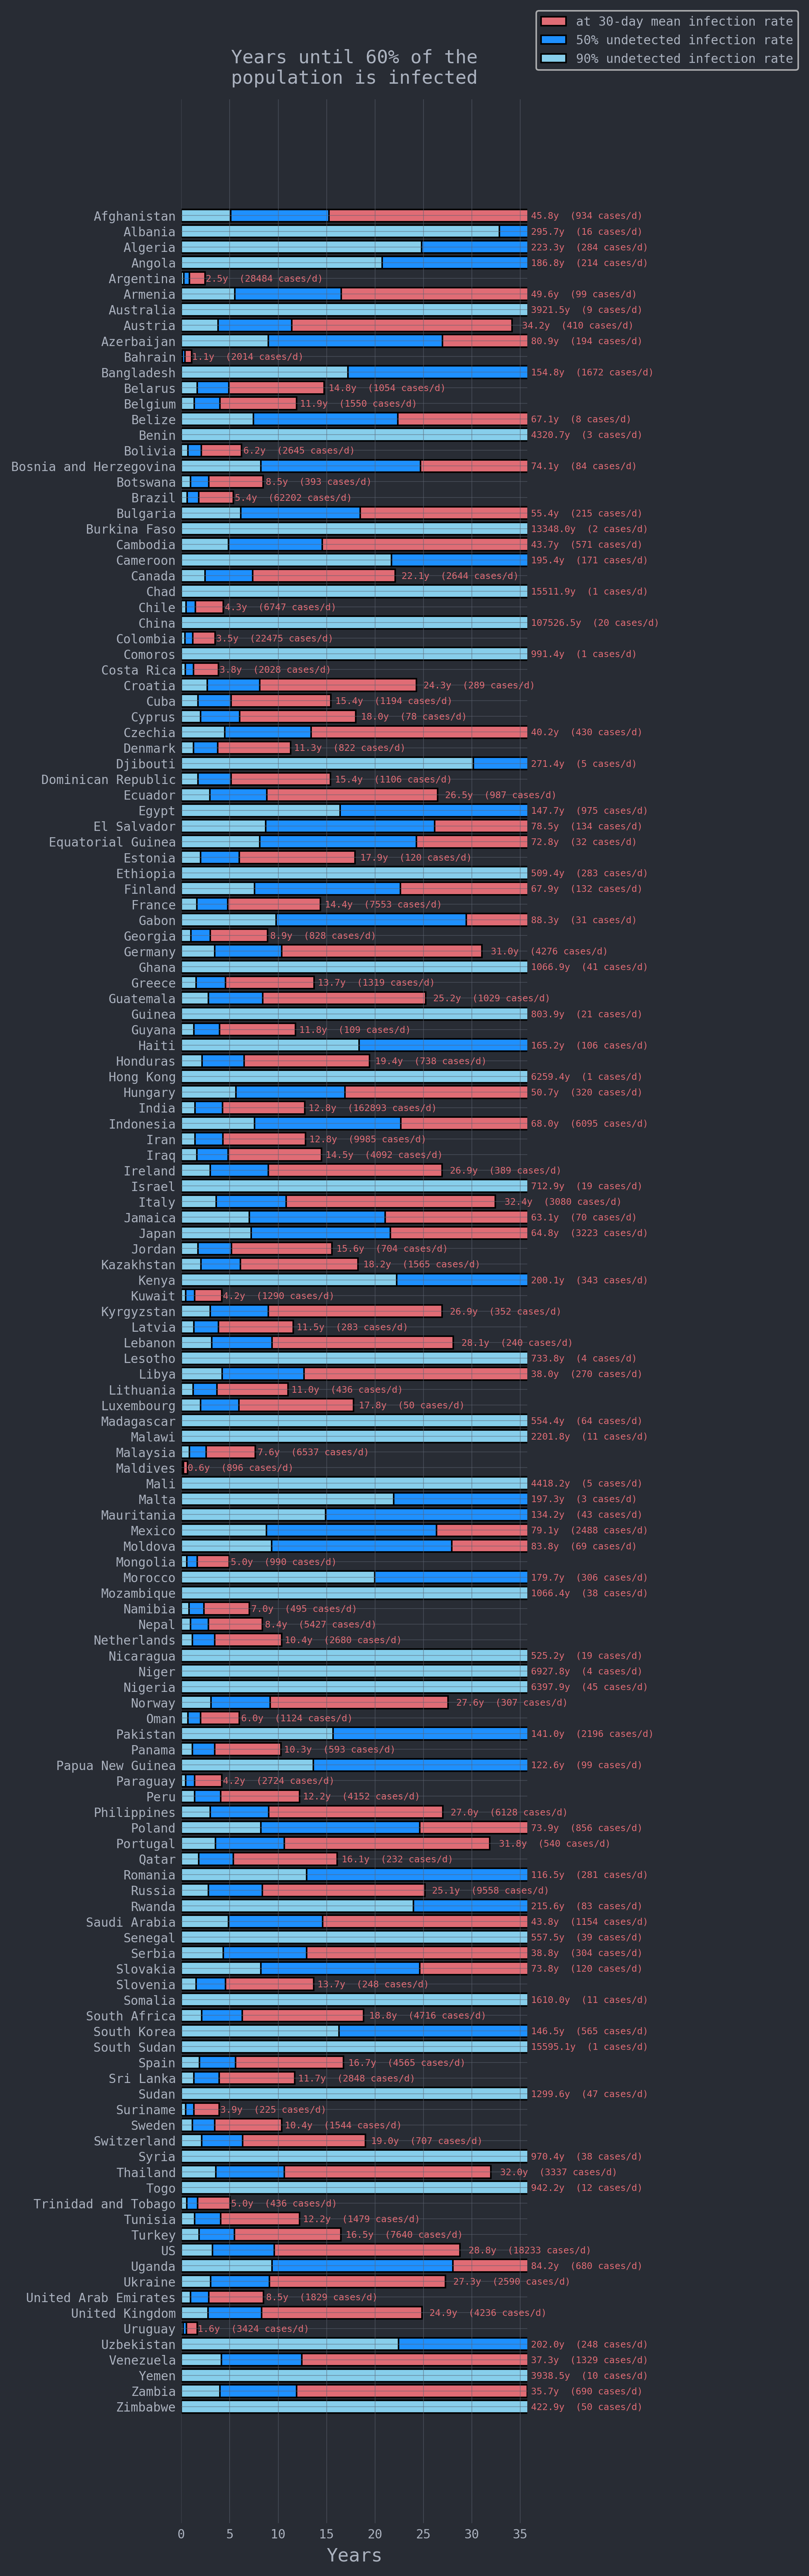 at 30-day mean infection rate
50% undetected infection rate
90% undetected infection rate
Years until 60% of the
population is infected
Afghanistan 45.8y (934 cases/d)
Albania 295.7y (16 cases/d)
Algeria 223.3y (284 cases/d)
Angola 186.8y (214 cases/d)
Argentina 2.5y (28484 cases/d)
Armenia 49.6y (99 cases/d)
Australia 3921.5y (9 cases/d)
Austria 34.2y (410 cases/d)
Azerbaijan 80.9y (194 cases/d)
Bahrain 1.1y (2014 cases/d)
Bangladesh 154.8y (1672 cases/d)
Belarus 14.8y (1054 cases/d)
Belgium 11.9y (1550 cases/d)
Belize 67.1y (8 cases/d)
Benin 4320.7y (3 cases/d)
Bolivia 6.2y (2645 cases/d)
Bosnia and Herzegovina 74.1y (84 cases/d)
Botswana 8.5y (393 cases/d)
Brazil 5.4y (62202 cases/d)
Bulgaria 55.4y (215 cases/d)
Burkina Faso 13348.0y (2 cases/d)
Cambodia 43.7y (571 cases/d)
Cameroon 195.4y (171 cases/d)
Canada 22.1y (2644 cases/d)
Chad 15511.9y (1 cases/d)
Chile 4.3y (6747 cases/d)
China 107526.5y (20 cases/d)
Colombia 3.5y (22475 cases/d)
Comoros 991.4y (1 cases/d)
Costa Rica 3.8y (2028 cases/d)
Croatia 24.3y (289 cases/d)
Cuba 15.4y (1194 cases/d)
Cyprus 18.0y (78 cases/d)
Czechia 40.2y (430 cases/d)
Denmark 11.3y (822 cases/d)
Djibouti 271.4y (5 cases/d)
Dominican Republic 15.4y (1106 cases/d)
Ecuador 26.5y (987 cases/d)
Egypt 147.7y (975 cases/d)
El Salvador 78.5y (134 cases/d)
Equatorial Guinea 72.8y (32 cases/d)
Estonia 17.9y (120 cases/d)
Ethiopia 509.4y (283 cases/d)
Finland 67.9y (132 cases/d)
France 14.4y (7553 cases/d)
Gabon 88.3y (31 cases/d)
Georgia 8.9y (828 cases/d)
Germany 31.0y (4276 cases/d)
Ghana 1066.9y (41 cases/d)
Greece 13.7y (1319 cases/d)
Guatemala 25.2y (1029 cases/d)
Guinea 803.9y (21 cases/d)
Guyana 11.8y (109 cases/d)
Haiti 165.2y (106 cases/d)
Honduras 19.4y (738 cases/d)
Hong Kong 6259.4y (1 cases/d)
Hungary 50.7y (320 cases/d)
India 12.8y (162893 cases/d)
Indonesia 68.0y (6095 cases/d)
Iran 12.8y (9985 cases/d)
Iraq 14.5y (4092 cases/d)
Ireland 26.9y (389 cases/d)
Israel 712.9y (19 cases/d)
Italy 32.4y (3080 cases/d)
Jamaica 63.1y (70 cases/d)
Japan 64.8y (3223 cases/d)
Jordan 15.6y (704 cases/d)
Kazakhstan 18.2y (1565 cases/d)
Kenya 200.1y (343 cases/d)
Kuwait 4.2y (1290 cases/d)
Kyrgyzstan 26.9y (352 cases/d)
Latvia 11.5y (283 cases/d)
Lebanon 28.1y (240 cases/d)
Lesotho 733.8y (4 cases/d)
Libya 38.0y (270 cases/d)
Lithuania 11.0y (436 cases/d)
Luxembourg 17.8y (50 cases/d)
Madagascar 554.4y (64 cases/d)
Malawi 2201.8y (11 cases/d)
Malaysia 7.6y (6537 cases/d)
Maldives 0.6y (896 cases/d)
Mali 4418.2y (5 cases/d)
Malta 197.3y (3 cases/d)
Mauritania 134.2y (43 cases/d)
Mexico 79.1y (2488 cases/d)
Moldova 83.8y (69 cases/d)
Mongolia 5.0y (990 cases/d)
Morocco 179.7y (306 cases/d)
Mozambique 1066.4y (38 cases/d)
Namibia 7.0y (495 cases/d)
Nepal 8.4y (5427 cases/d)
Netherlands 10.4y (2680 cases/d)
Nicaragua 525.2y (19 cases/d)
Niger 6927.8y (4 cases/d)
Nigeria 6397.9y (45 cases/d)
Norway 27.6y (307 cases/d)
Oman 6.0y (1124 cases/d)
Pakistan 141.0y (2196 cases/d)
Panama 10.3y (593 cases/d)
Papua New Guinea 122.6y (99 cases/d)
Paraguay 4.2y (2724 cases/d)
Peru 12.2y (4152 cases/d)
Philippines 27.0y (6128 cases/d)
Poland 73.9y (856 cases/d)
Portugal 31.8y (540 cases/d)
Qatar 16.1y (232 cases/d)
Romania 116.5y (281 cases/d)
Russia 25.1y (9558 cases/d)
Rwanda 215.6y (83 cases/d)
Saudi Arabia 43.8y (1154 cases/d)
Senegal 557.5y (39 cases/d)
Serbia 38.8y (304 cases/d)
Slovakia 73.8y (120 cases/d)
Slovenia 13.7y (248 cases/d)
Somalia 1610.0y (11 cases/d)
South Africa 18.8y (4716 cases/d)
South Korea 146.5y (565 cases/d)
South Sudan 15595.1y (1 cases/d)
Spain 16.7y (4565 cases/d)
Sri Lanka 11.7y (2848 cases/d)
Sudan 1299.6y (47 cases/d)
Suriname 3.9y (225 cases/d)
Sweden 10.4y (1544 cases/d)
Switzerland 19.0y (707 cases/d)
Syria 970.4y (38 cases/d)
Thailand 32.0y (3337 cases/d)
Togo 942.2y (12 cases/d)
Trinidad and Tobago 5.0y (436 cases/d)
Tunisia 12.2y (1479 cases/d)
Turkey 16.5y (7640 cases/d)
US 28.8y (18233 cases/d)
Uganda 84.2y (680 cases/d)
Ukraine 27.3y (2590 cases/d)
United Arab Emirates 8.5y (1829 cases/d)
United Kingdom 24.9y (4236 cases/d)
Uruguay 1.6y (3424 cases/d)
Uzbekistan 202.0y (248 cases/d)
Venezuela 37.3y (1329 cases/d)
Yemen 3938.5y (10 cases/d)
Zambia 35.7y (690 cases/d)
Zimbabwe 422.9y (50 cases/d)
0 5 10 15 20 25 30 35
Years